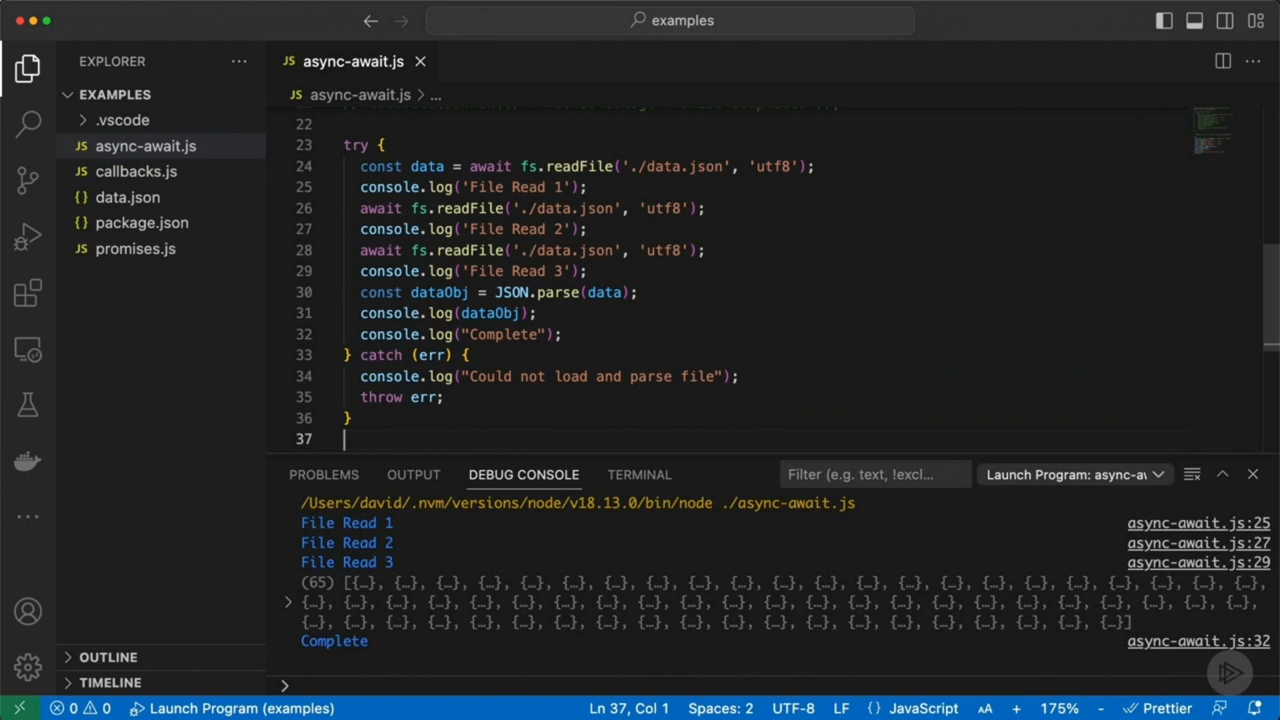 examples
EXPLORER
EXAMPLES
.vscode
JS async-await.js
JS callbacks.js
{} data.json
{} package.json
JS promises.js
OUTLINE
TIMELINE
JS async-await.js
JS async-await.js > ...
22
23 try {
24 const data = await fs.readFile('./data.json', 'utf8');
25 console.log('File Read 1');
26 await fs.readFile('./data.json', 'utf8');
27 console.log('File Read 2');
28 await fs.readFile('./data.json', 'utf8');
29 console.log('File Read 3');
30 const dataObj = JSON.parse(data);
31 console.log(dataObj);
32 console.log("Complete");
33 } catch (err) {
34 console.log("Could not load and parse file");
35 throw err;
36 }
37
PROBLEMS OUTPUT DEBUG CONSOLE TERMINAL Filter (e.g. text, !excl... Launch Program: async-av
/Users/david/.nvm/versions/node/v18.13.0/bin/node ./async-await.js
File Read 1 async-await.js:25
File Read 2 async-await.js:27
File Read 3 async-await.js:29
(65) [{…}, {…}, {…}, {…}, {…}, {…}, {…}, {…}, {…}, {…}, {…}, {…}, {…}, {…}, {…}, {…}, {…}, {…}, {…}, {…}, {…}, {…},
{…}, {…}, {…}, {…}, {…}, {…}, {…}, {…}, {…}, {…}, {…}, {…}, {…}, {…}, {…}, {…}, {…}, {…}, {…}, {…}, {…}, {…}, {…},
{…}, {…}, {…}, {…}, {…}, {…}, {…}, {…}, {…}, {…}, {…}, {…}, {…}, {…}, {…}, {…}, {…}, {…}, {…}, {…}]
Complete async-await.js:32
0 0 Launch Program (examples) Ln 37, Col 1 Spaces: 2 UTF-8 LF {} JavaScript AA + 175% - Prettier